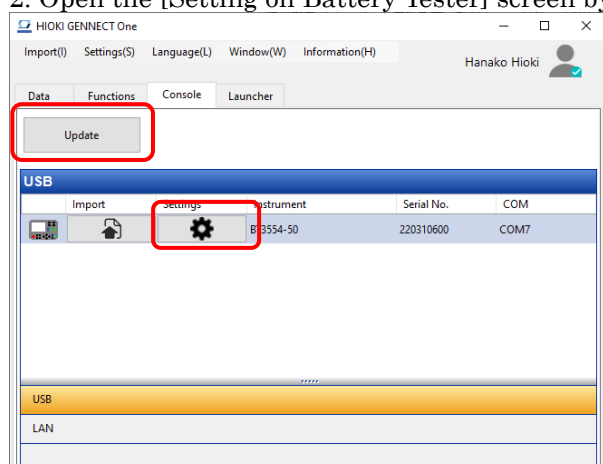 2. Open the [Setting on Battery Tester] screen by
HIOKI GENNECT One
Import(I) Settings(S) Language(L) Window(W) Information(H)
Hanako Hioki
Data Functions Console Launcher
Update
USB
Import Settings Instrument Serial No. COM
BT3554-50 220310600 COM7
USB
LAN